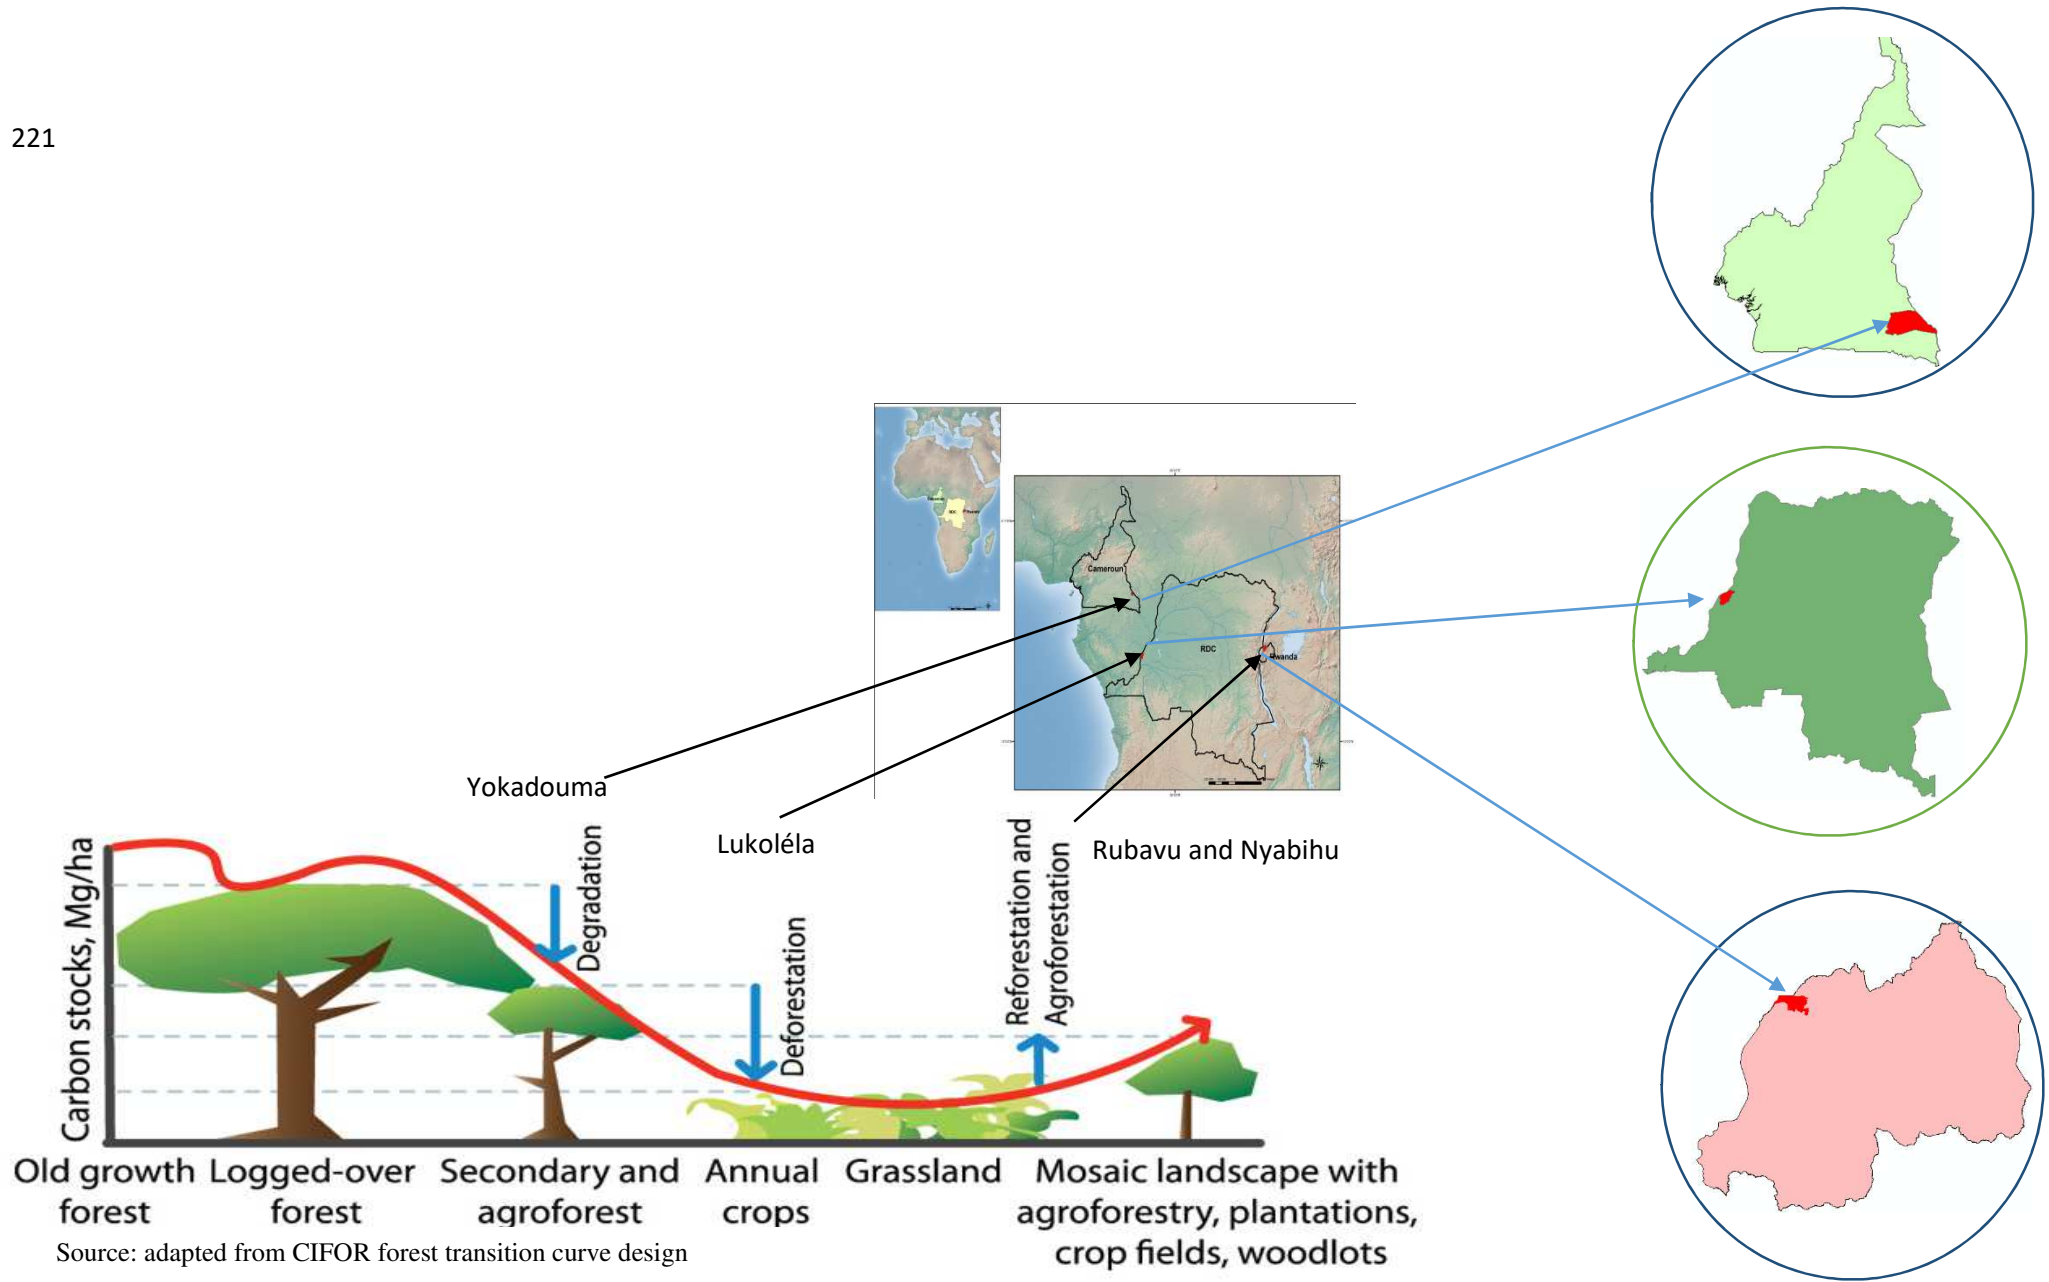 221
Cameroun
RDC
Rwanda
Yokadouma
Lukoléla
Rubavu and Nyabihu
Carbon stocks, Mg/ha
Degradation
Deforestation
Reforestation and
Agroforestation
Old growth
forest
Logged-over
forest
Secondary and
agroforest
Annual
crops
Grassland
Mosaic landscape with
agroforestry, plantations,
crop fields, woodlots
Source: adapted from CIFOR forest transition curve design